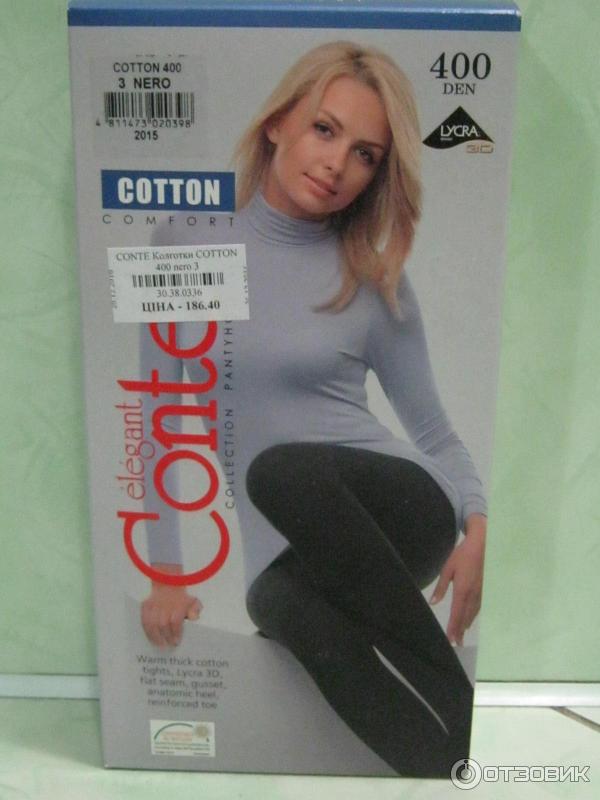 COTTON 400
3 NERO
4 811473 020398
2015
400
DEN
LYCRA
3D
COTTON
COMFORT
CONTE Колготки COTTON
400 nero 3
30.38.0336
ЦІНА - 186.40
élégant
Conte
COLLECTION PANTYHO
Warm thick cotton
tights, Lycra 3D,
flat seam, gusset,
anatomic heel,
reinforced toe
ОТЗОВИК